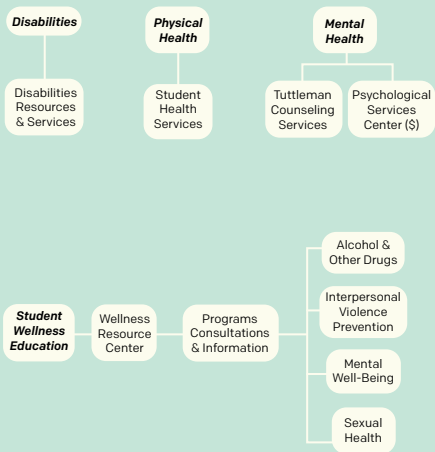 Disabilities
Physical
Health
Mental
Health
Disabilities
Resources
& Services
Student
Health
Services
Tuttleman
Counseling
Services
Psychological
Services
Center ($)
Alcohol &
Other Drugs
Interpersonal
Violence
Prevention
Student
Wellness
Education
Wellness
Resource
Center
Programs
Consultations
& Information
Mental
Well-Being
Sexual
Health